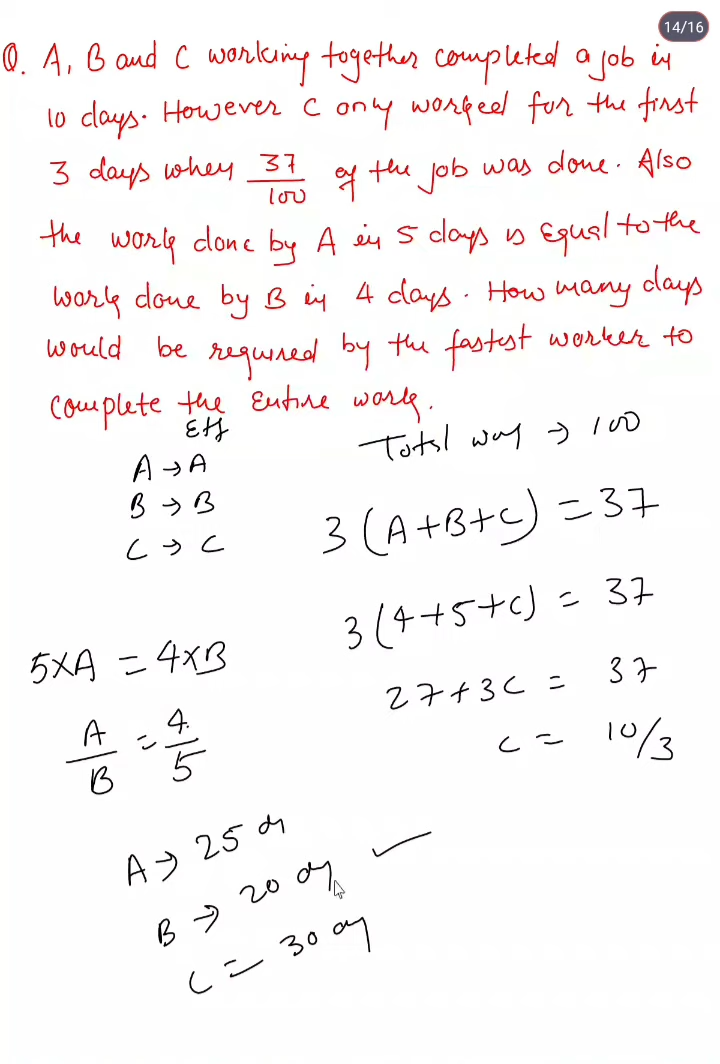 14/16
Q. A, B and C working together completed a job in
10 days. However C only worked for the first
3 days when 37/100 of the job was done. Also
the work done by A in 5 days is equal to the
work done by B in 4 days. How many days
would be required by the fastest worker to
complete the entire work.
Eff
A → A
B → B
C → C
Total work → 100
3 (A+B+C) = 37
3 (4+5+C) = 37
27+3C = 37
C = 10/3
5×A = 4×B
A/B = 4/5
A → 25 dy
B → 20 dy ✓
C = 30 dy